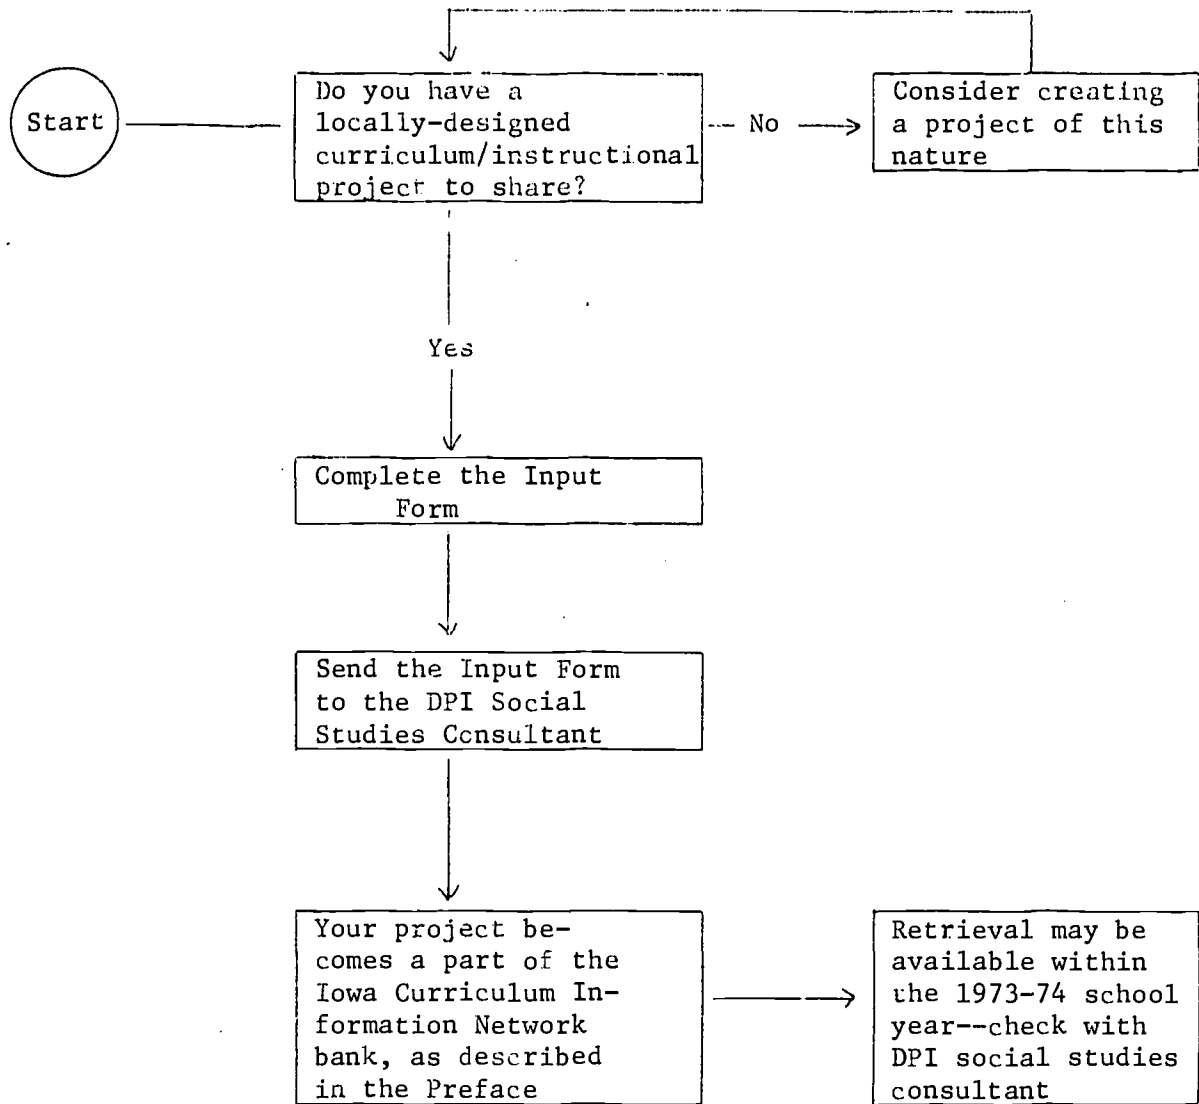 Start
Do you have a
locally-designed
curriculum/instructional
project to share?
No
Consider creating
a project of this
nature
Yes
Complete the Input
Form
Send the Input Form
to the DPI Social
Studies Consultant
Your project be-
comes a part of the
Iowa Curriculum In-
formation Network
bank, as described
in the Preface
Retrieval may be
available within
the 1973-74 school
year--check with
DPI social studies
consultant